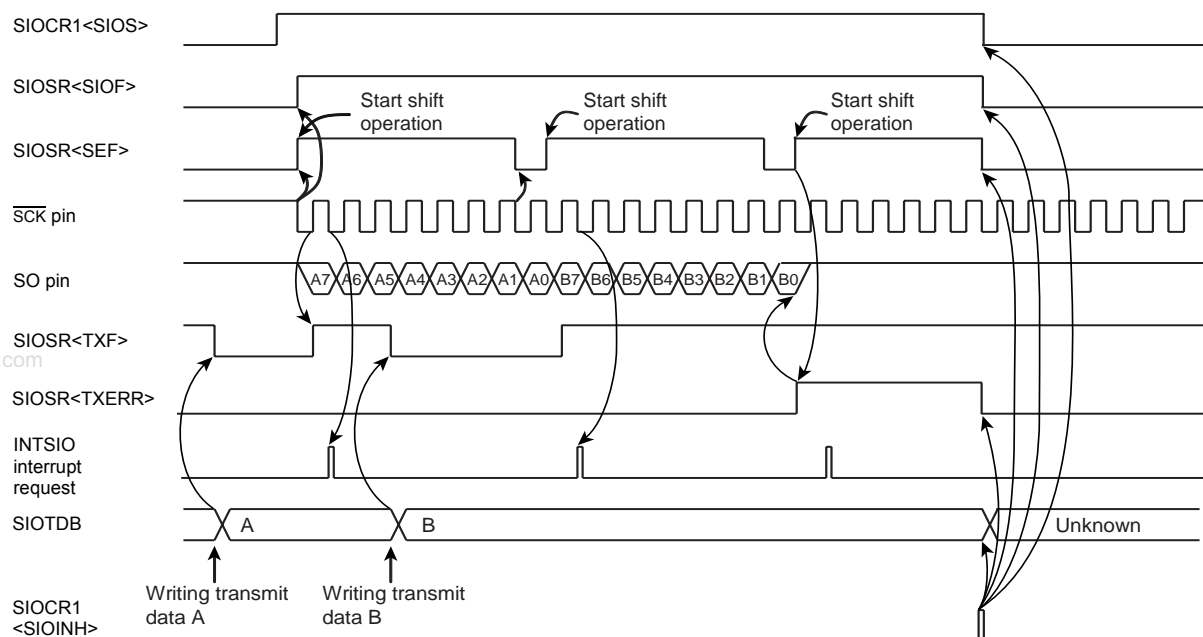 SIOCR1<SIOS>
SIOSR<SIOF>
Start shift
operation
Start shift
operation
Start shift
operation
SIOSR<SEF>
SCK pin
SO pin
A7 A6 A5 A4 A3 A2 A1 A0 B7 B6 B5 B4 B3 B2 B1 B0
SIOSR<TXF>
com
SIOSR<TXERR>
INTSIO
interrupt
request
SIOTDB
A
B
Unknown
Writing transmit
data A
Writing transmit
data B
SIOCR1
<SIOINH>